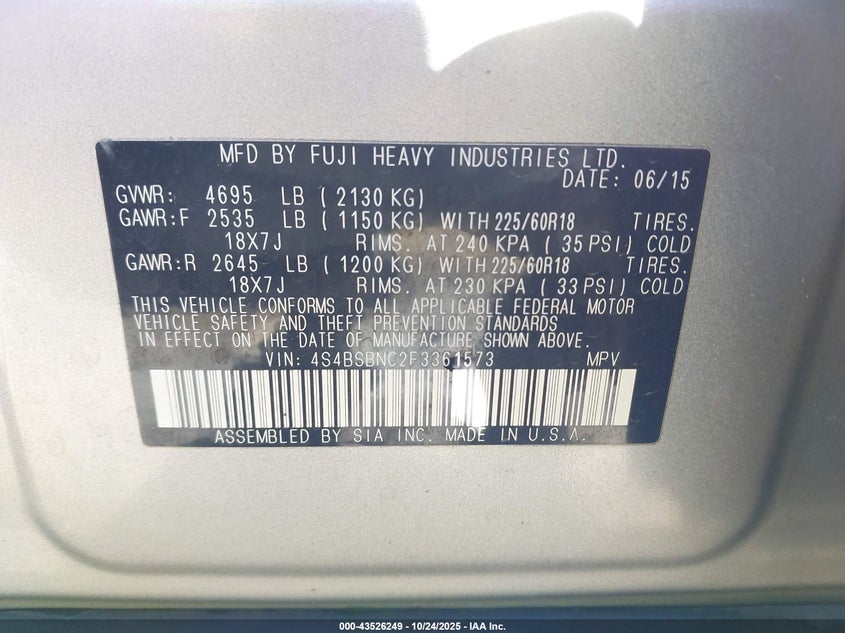 MFD BY FUJI HEAVY INDUSTRIES LTD.
DATE: 06/15
GVWR: 4695 LB ( 2130 KG)
GAWR:F 2535 LB ( 1150 KG) WITH 225/60R18 TIRES.
18X7J RIMS. AT 240 KPA ( 35 PSI) COLD
GAWR:R 2645 LB ( 1200 KG) WITH 225/60R18 TIRES.
18X7J RIMS. AT 230 KPA ( 33 PSI) COLD
THIS VEHICLE CONFORMS TO ALL APPLICABLE FEDERAL MOTOR
VEHICLE SAFETY AND THEFT PREVENTION STANDARDS
IN EFFECT ON THE DATE OF MANUFACTURE SHOWN ABOVE.
VIN: 4S4BSBNC2F3361573 MPV
ASSEMBLED BY SIA INC. MADE IN U.S.A.
000-43526249 - 10/24/2025 - IAA Inc.